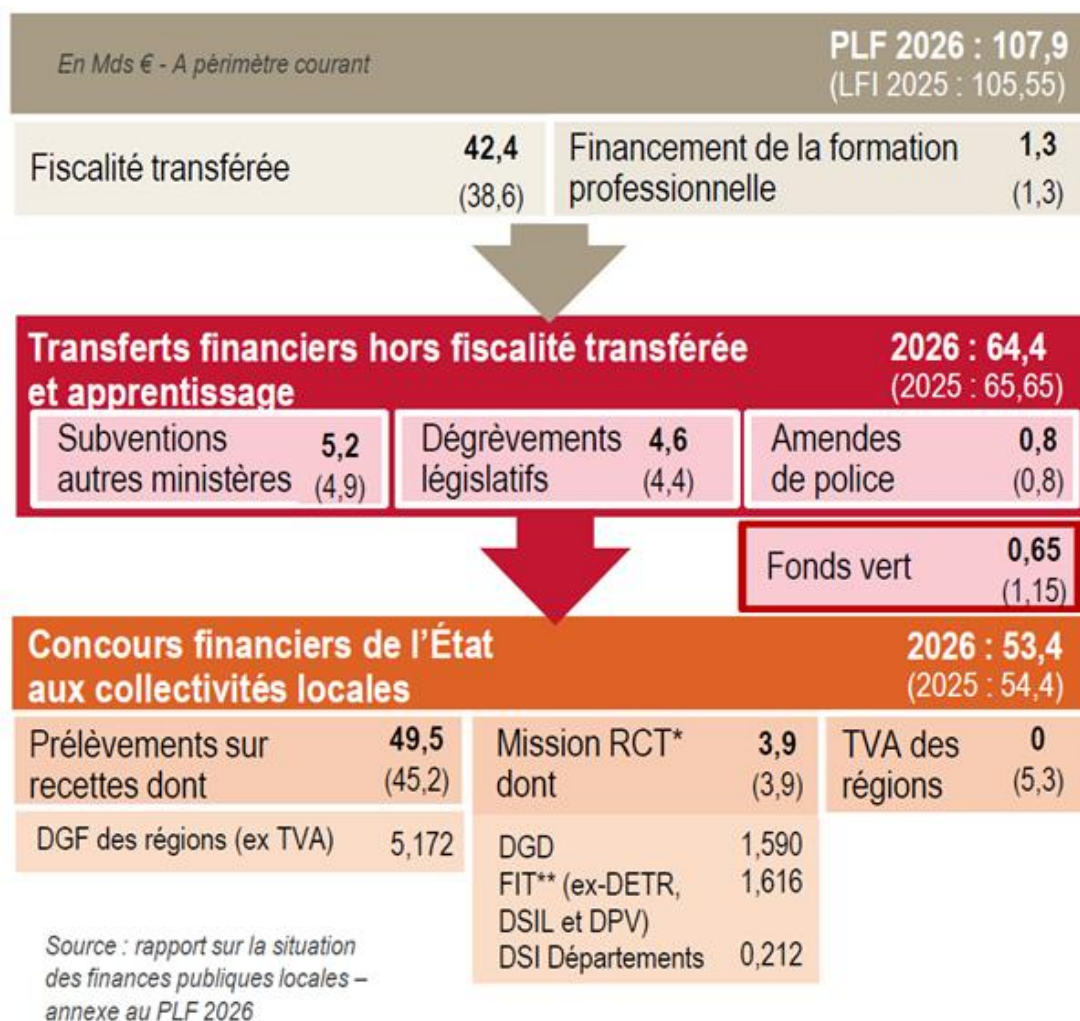 En Mds € - A périmètre courant
PLF 2026 : 107,9
(LFI 2025 : 105,55)
Fiscalité transférée
42,4
(38,6)
Financement de la formation
professionnelle
1,3
(1,3)
Transferts financiers hors fiscalité transférée
et apprentissage
2026 : 64,4
(2025 : 65,65)
Subventions
autres ministères
5,2
(4,9)
Dégrèvements
législatifs
4,6
(4,4)
Amendes
de police
0,8
(0,8)
Fonds vert
0,65
(1,15)
Concours financiers de l'État
aux collectivités locales
2026 : 53,4
(2025 : 54,4)
Prélèvements sur
recettes dont
49,5
(45,2)
Mission RCT*
dont
3,9
(3,9)
TVA des
régions
0
(5,3)
DGF des régions (ex TVA) 5,172
DGD 1,590
FIT** (ex-DETR, 1,616
DSIL et DPV)
DSI Départements 0,212
Source : rapport sur la situation
des finances publiques locales –
annexe au PLF 2026